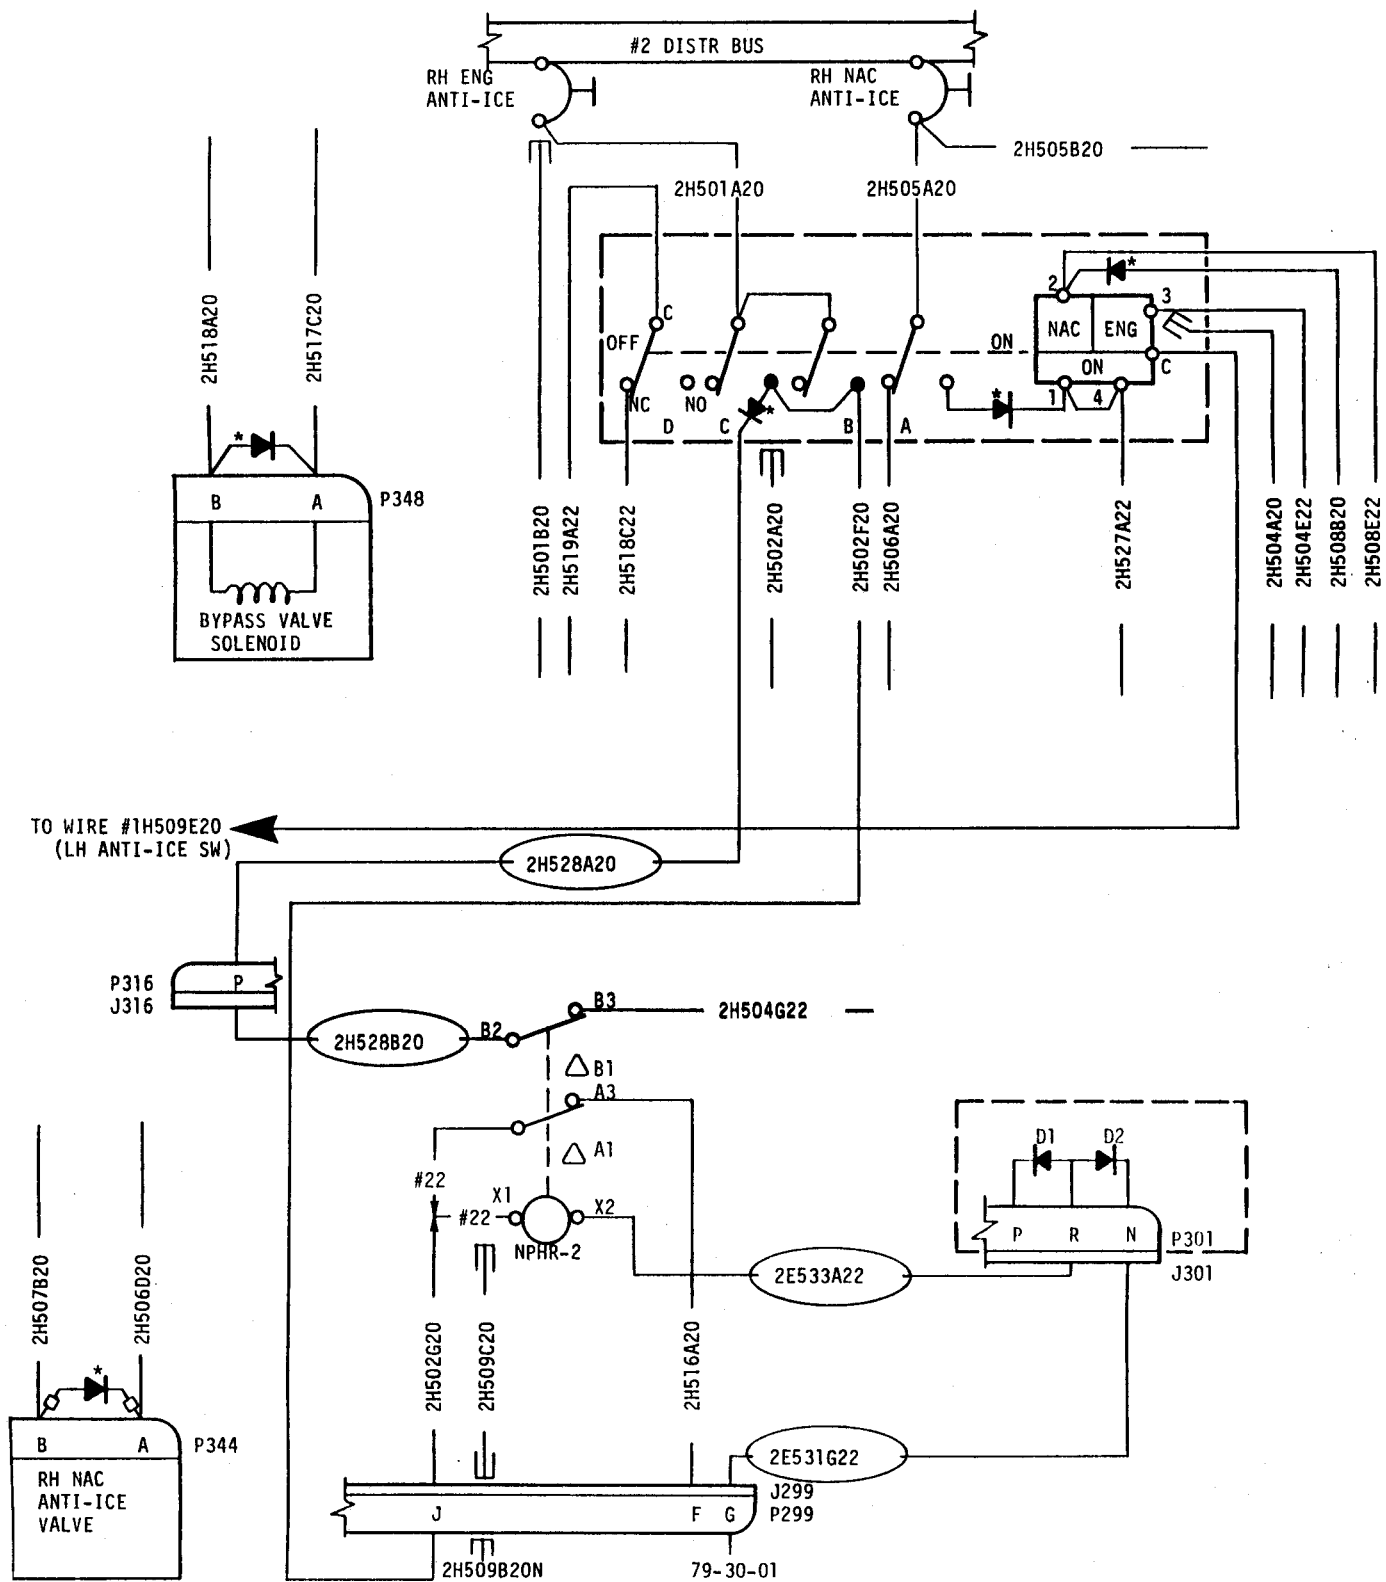 #2 DISTR BUS
RH ENG
ANTI-ICE
RH NAC
ANTI-ICE
2H505B20
2H501A20
2H505A20
2H518A20
2H517C20
2
*
3
C
OFF
NAC
ENG
ON
ON
C
NC
NO
*
*
1
4
D
C
B
A
*
B
A
P348
BYPASS VALVE
SOLENOID
2H501B20
2H519A22
2H518C22
2H502A20
2H502F20
2H506A20
2H527A22
2H504A20
2H504E22
2H508B20
2H508E22
TO WIRE #1H509E20
(LH ANTI-ICE SW)
2H528A20
P316
J316
P
2H528B20
B2
B3
2H504G22
B1
A3
A1
#22
X1
#22
X2
NPHR-2
D1
D2
P
R
N
P301
J301
2E533A22
2H507B20
2H506D20
2H502G20
2H509C20
2H516A20
*
B
A
P344
RH NAC
ANTI-ICE
VALVE
2E531G22
J299
P299
J
F
G
2H509B20N
79-30-01